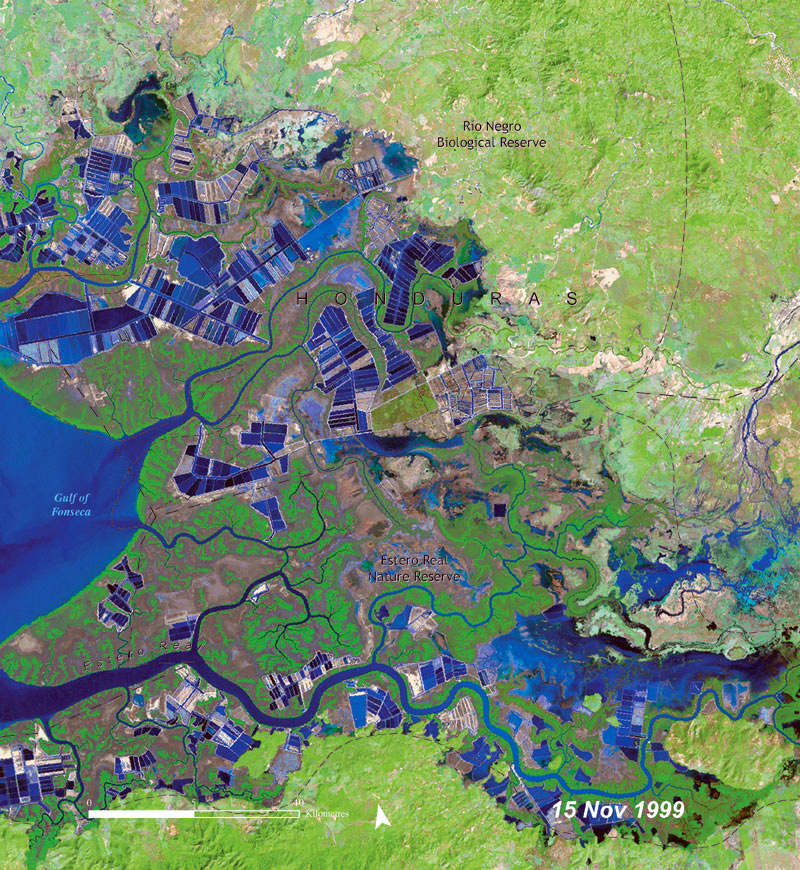 Rio Negro
Biological Reserve
HONDURAS
Gulf of
Fonseca
Estero Real
Nature Reserve
Estero Real
0 5 10 Kilometres
15 Nov 1999